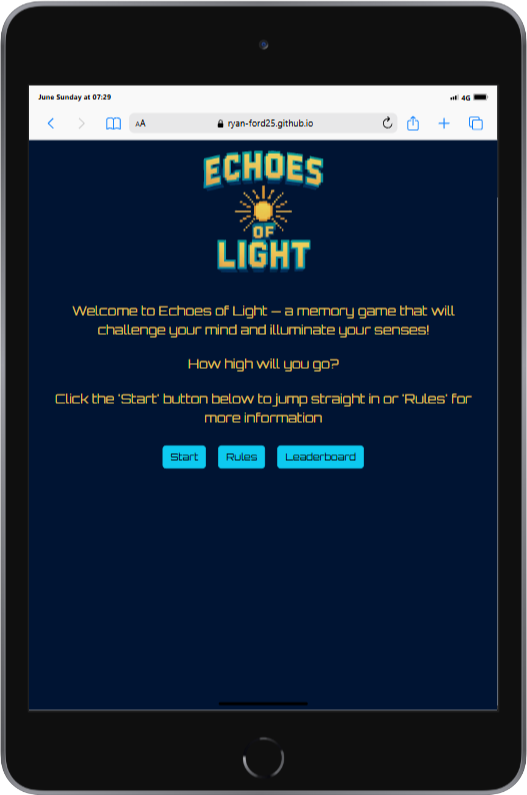 June Sunday at 07:29
4G
AA
ryan-ford25.github.io
ECHOES
OF
LIGHT
Welcome to Echoes of Light – a memory game that will
challenge your mind and illuminate your senses!
How high will you go?
Click the 'Start' button below to jump straight in or 'Rules' for
more information
Start Rules Leaderboard